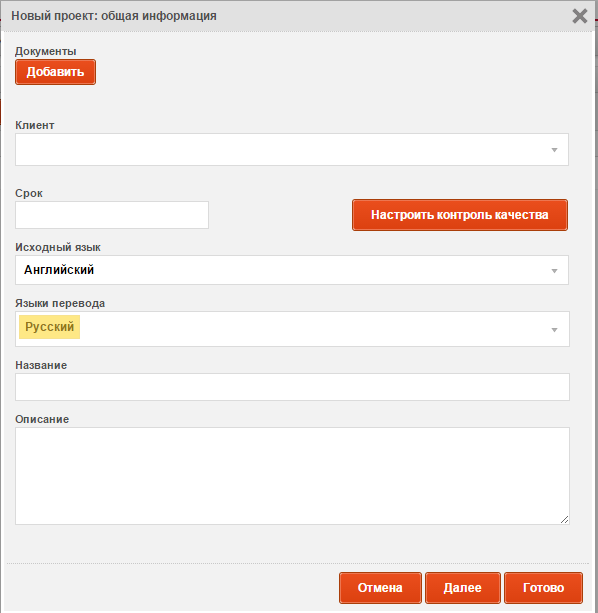 Новый проект: общая информация
Документы
Добавить
Клиент
Срок
Настроить контроль качества
Исходный язык
Английский
Языки перевода
Русский
Название
Описание
Отмена Далее Готово